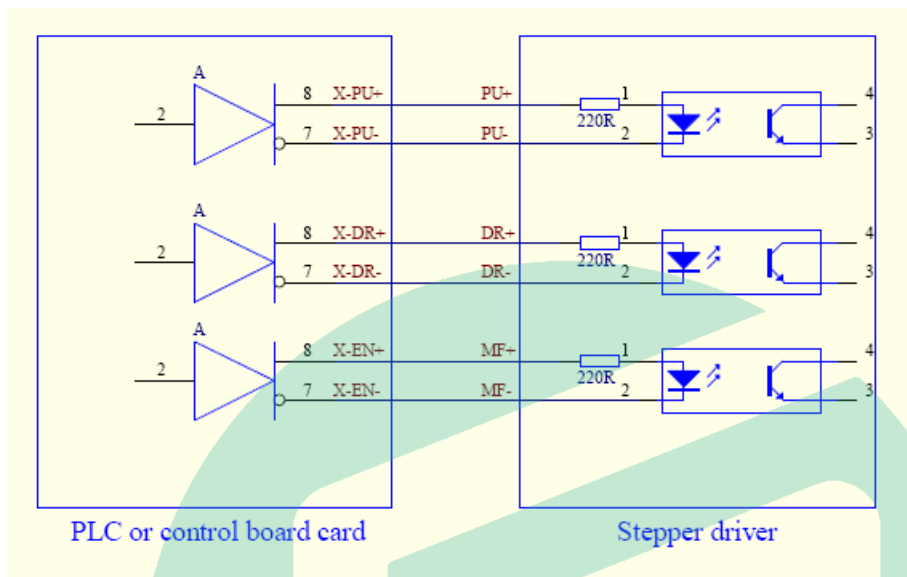 A
2 8 X-PU+ PU+ 1 4
220R
7 X-PU- PU- 2 3
A
2 8 X-DR+ DR+ 1 4
220R
7 X-DR- DR- 2 3
A
2 8 X-EN+ MF+ 1 4
220R
7 X-EN- MF- 2 3
PLC or control board card Stepper driver